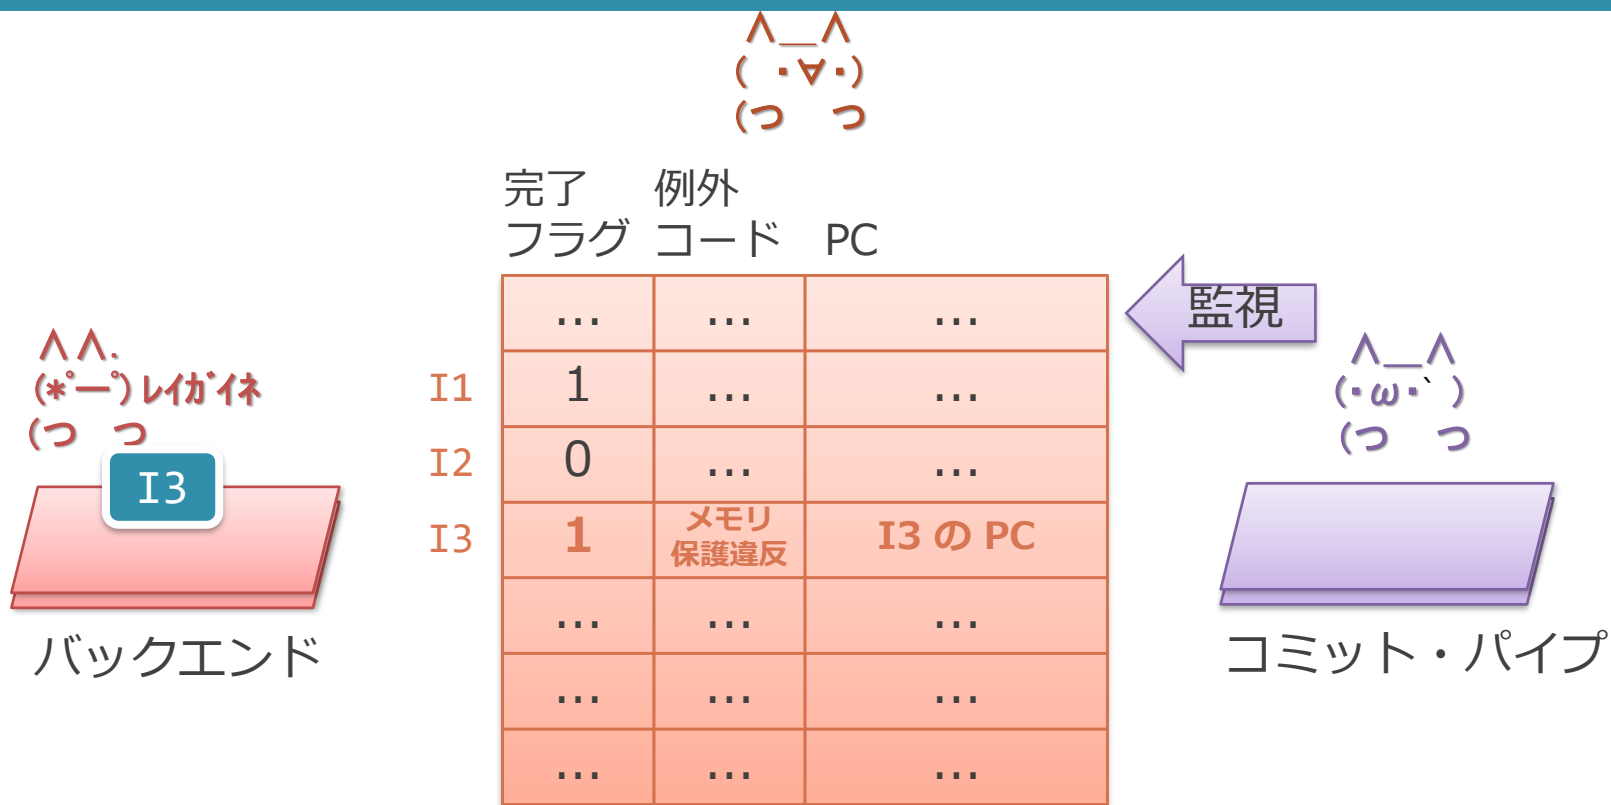 ∧＿∧
( ・∀・)
(つ　つ
完了 例外
フラグ コード PC
… … …
I1 1 … …
I2 0 … …
I3 1 メモリ 保護違反 I3 の PC
… … …
… … …
… … …
監視
∧∧.
(*ﾟーﾟ)ﾚｲｶﾞｲﾈ
(つ　つ
I3
バックエンド
∧＿∧
(・ω・` )
(つ　つ
コミット・パイプ